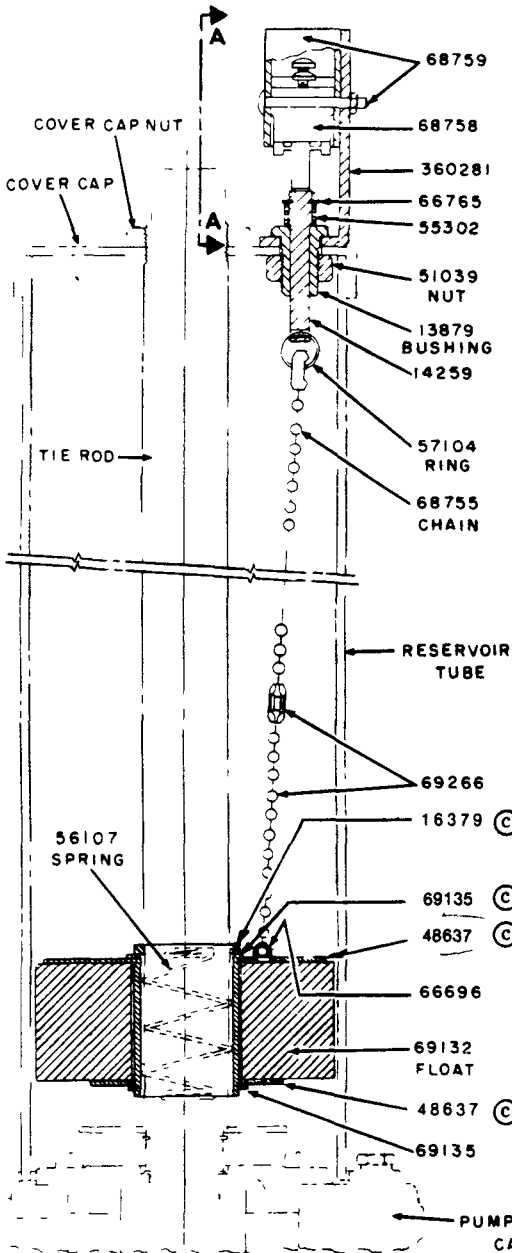 A
68759
68758
COVER CAP NUT
360281
COVER CAP
66765
55302
A
51039
NUT
13879
BUSHING
14259
57104
RING
TIE ROD
68755
CHAIN
RESERVOIR
TUBE
69266
16379 C
56107
SPRING
69135 C
48637 C
66696
69132
FLOAT
48637 C
69135
PUMP
CA